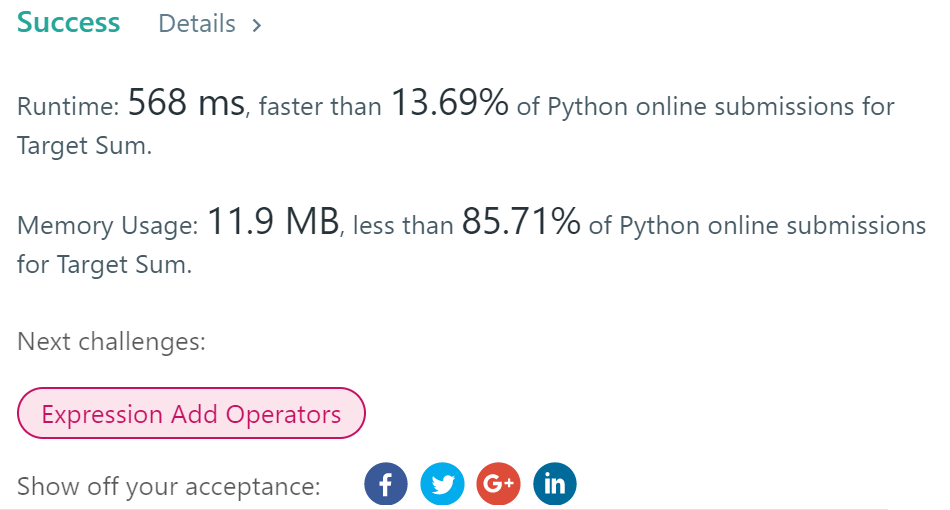 Success Details >
Runtime: 568 ms, faster than 13.69% of Python online submissions for
Target Sum.
Memory Usage: 11.9 MB, less than 85.71% of Python online submissions
for Target Sum.
Next challenges:
Expression Add Operators
Show off your acceptance: f G+ in